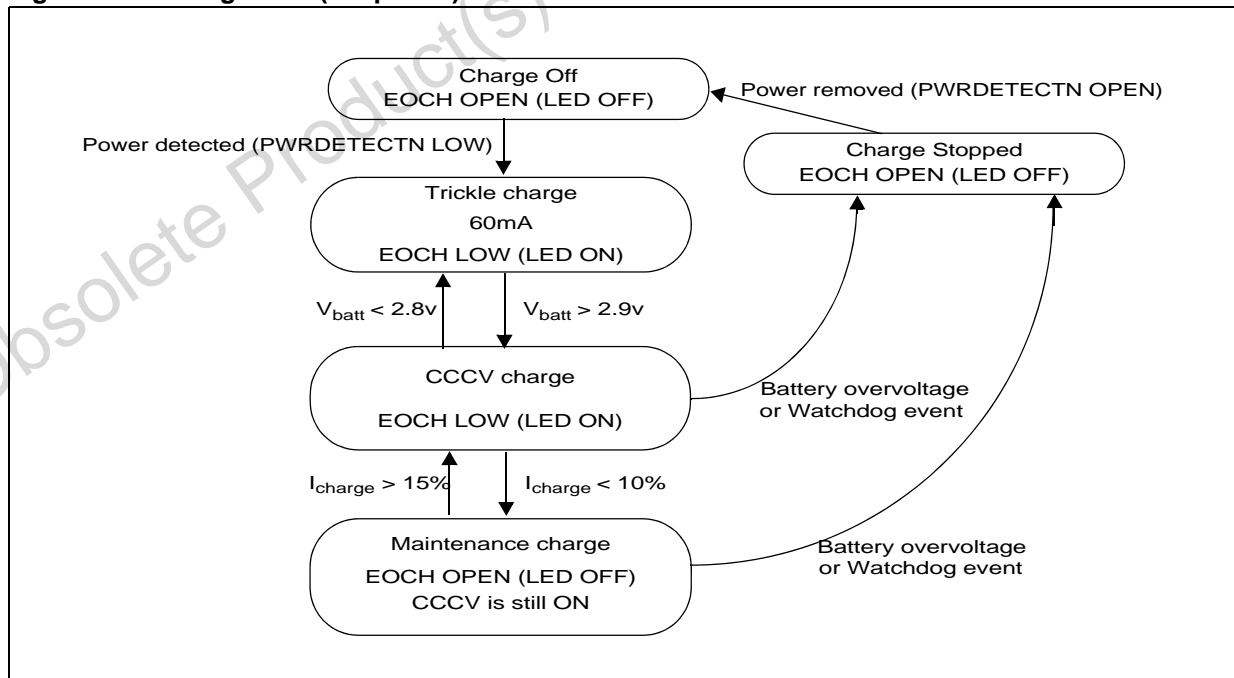 Charge Off
EOCH OPEN (LED OFF)
Power removed (PWRDETECTN OPEN)
Power detected (PWRDETECTN LOW)
Charge Stopped
EOCH OPEN (LED OFF)
Trickle charge
60mA
EOCH LOW (LED ON)
Vbatt < 2.8v
Vbatt > 2.9v
CCCV charge
EOCH LOW (LED ON)
Battery overvoltage
or Watchdog event
Icharge > 15%
Icharge < 10%
Maintenance charge
EOCH OPEN (LED OFF)
CCCV is still ON
Battery overvoltage
or Watchdog event
Obsolete Product(s)